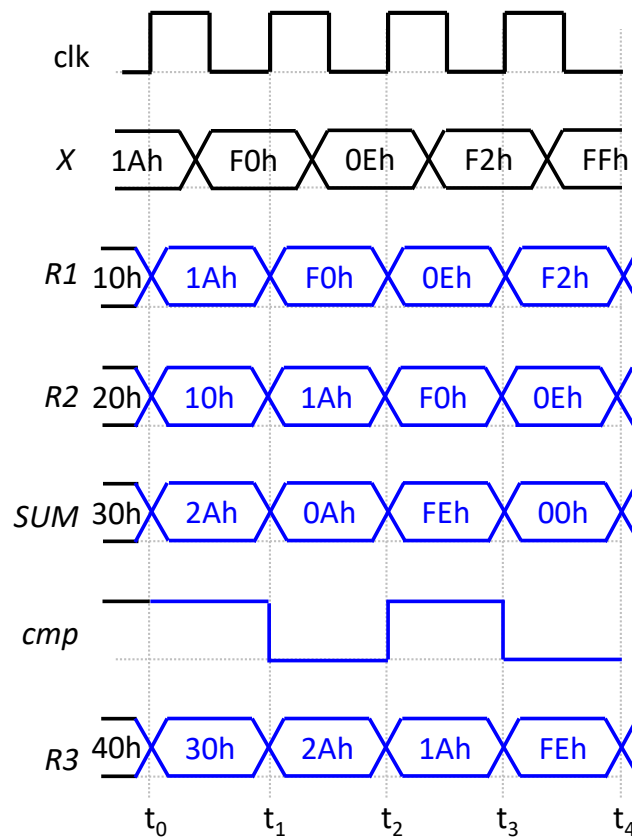 clk
X 1Ah F0h 0Eh F2h FFh
R1 10h 1Ah F0h 0Eh F2h
R2 20h 10h 1Ah F0h 0Eh
SUM 30h 2Ah 0Ah FEh 00h
cmp
R3 40h 30h 2Ah 1Ah FEh
t₀ t₁ t₂ t₃ t₄